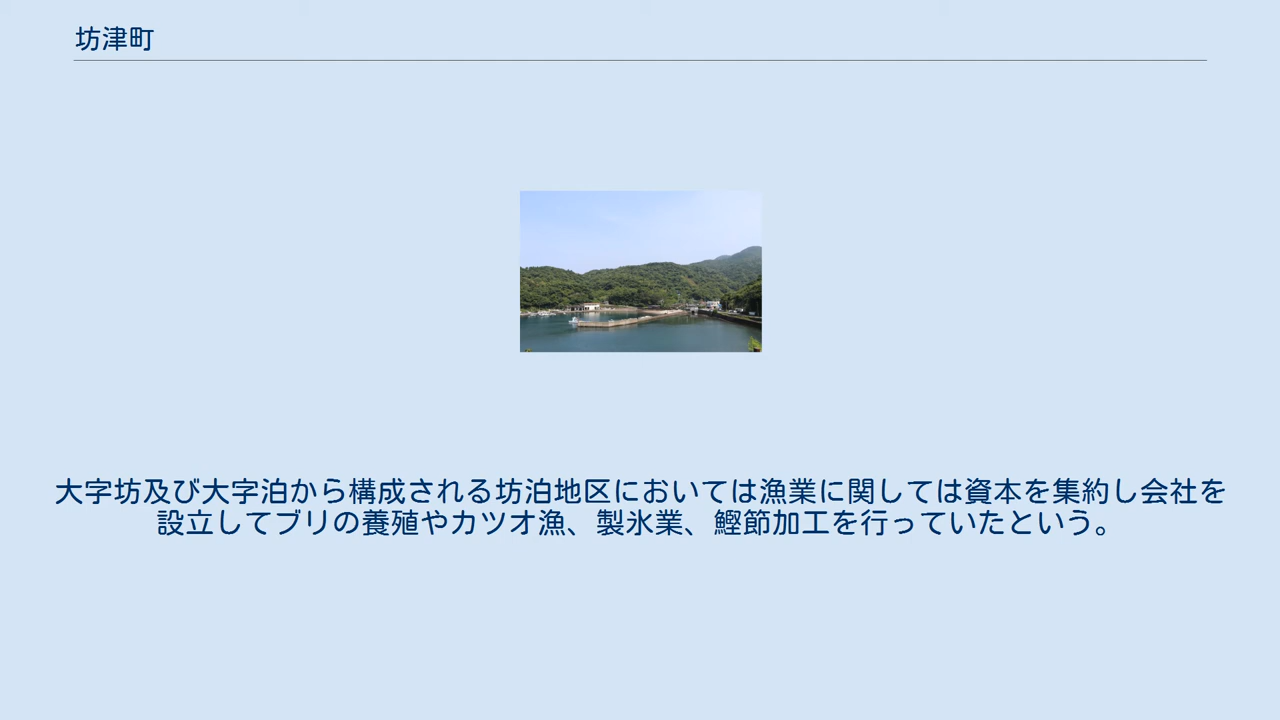 坊津町
大字坊及び大字泊から構成される坊泊地区においては漁業に関しては資本を集約し会社を
設立してブリの養殖やカツオ漁、製氷業、鰹節加工を行っていたという。